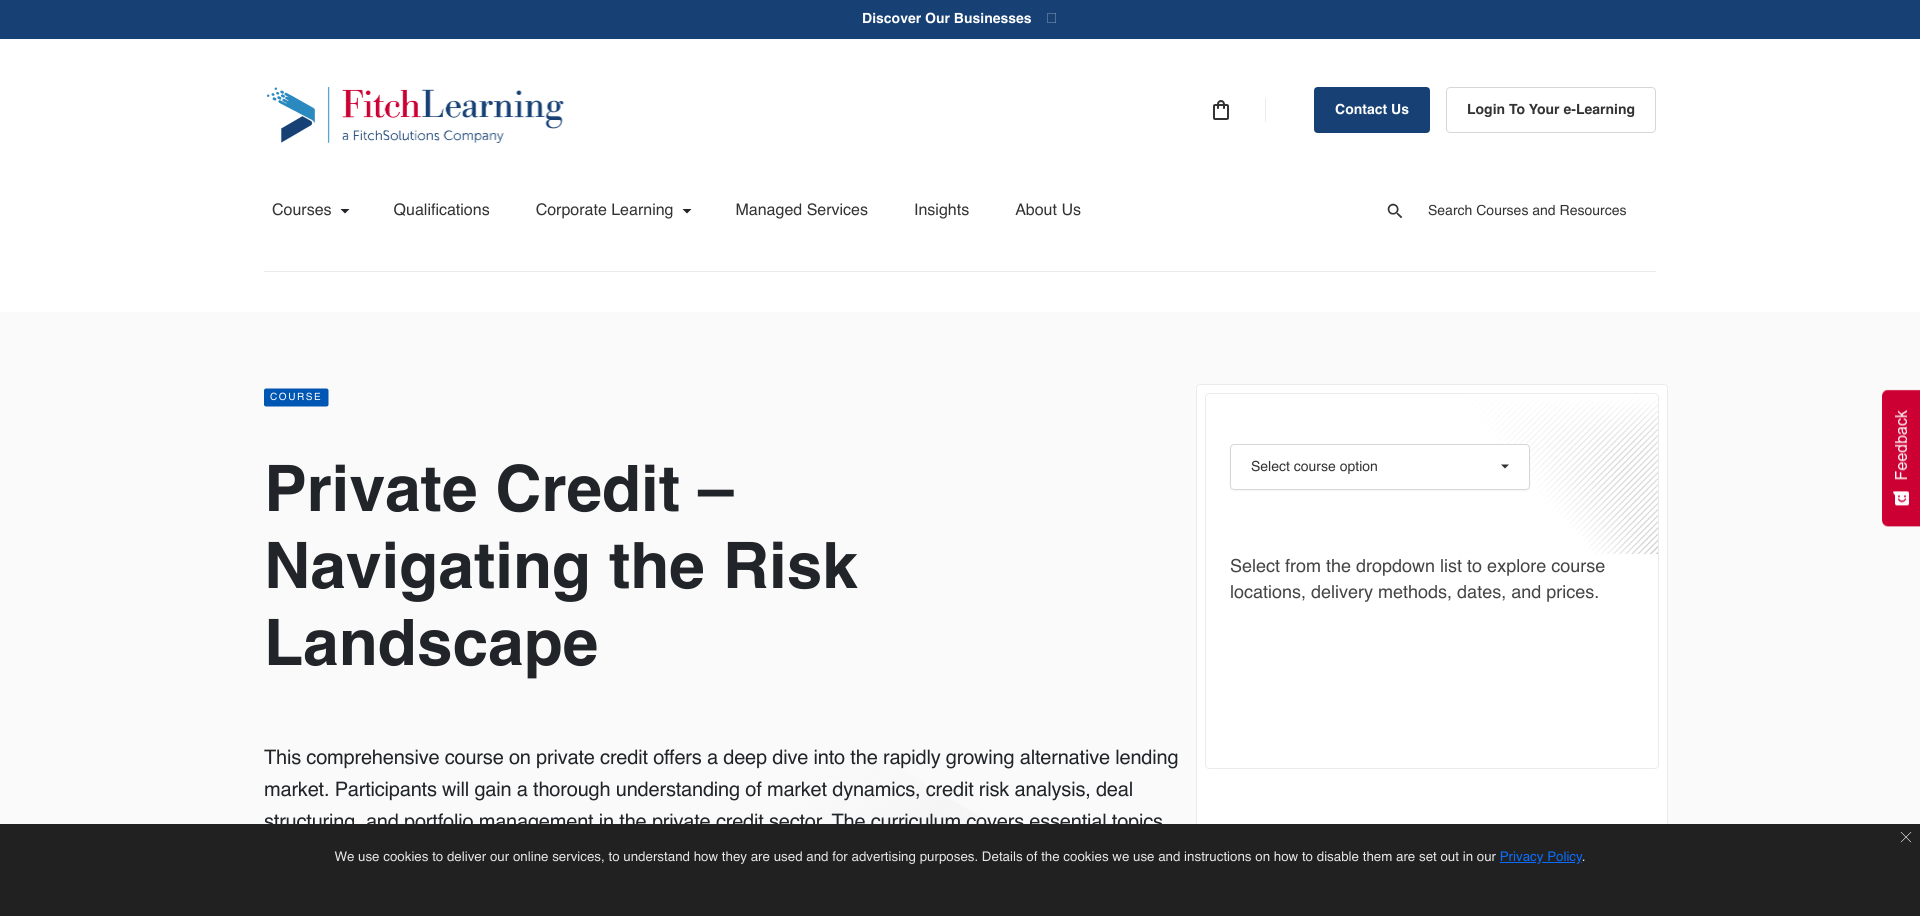 Discover Our Businesses
FitchLearning
a FitchSolutions Company
Contact Us
Login To Your e-Learning
Courses
Qualifications
Corporate Learning
Managed Services
Insights
About Us
Search Courses and Resources
COURSE
Private Credit –
Navigating the Risk
Landscape
This comprehensive course on private credit offers a deep dive into the rapidly growing alternative lending
market. Participants will gain a thorough understanding of market dynamics, credit risk analysis, deal
structuring, and portfolio management in the private credit sector. The curriculum covers essential topics
Select course option
Select from the dropdown list to explore course
locations, delivery methods, dates, and prices.
Feedback
We use cookies to deliver our online services, to understand how they are used and for advertising purposes. Details of the cookies we use and instructions on how to disable them are set out in our Privacy Policy.